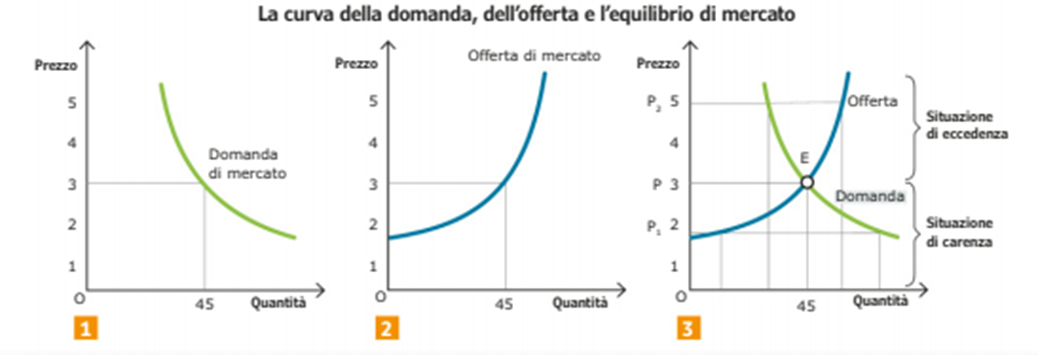 La curva della domanda, dell'offerta e l'equilibrio di mercato
Prezzo
5
4
3
2
1
O
Domanda
di mercato
45
Quantità
1
Prezzo
5
4
3
2
1
O
Offerta di mercato
45
Quantità
2
Prezzo
P₂ 5
4
P 3
P₁ 2
1
O
Offerta
E
Domanda
45
Quantità
Situazione
di eccedenza
Situazione
di carenza
3